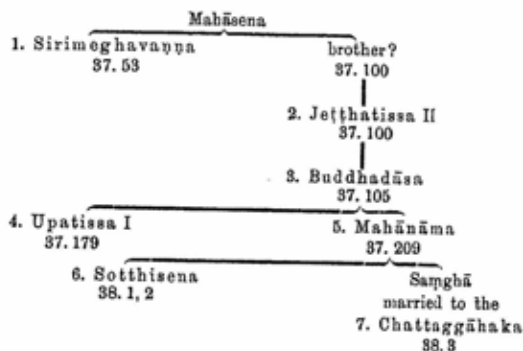 Mahāsena
1. Sirimeghavaṇṇa
37. 53
brother?
37. 100
2. Jeṭṭhatissa II
37. 100
3. Buddhadāsa
37. 105
4. Upatissa I
37. 179
5. Mahānāma
37. 209
6. Sotthisena
38. 1, 2
Saṃghā
married to the
7. Chattaggāhaka
38. 3